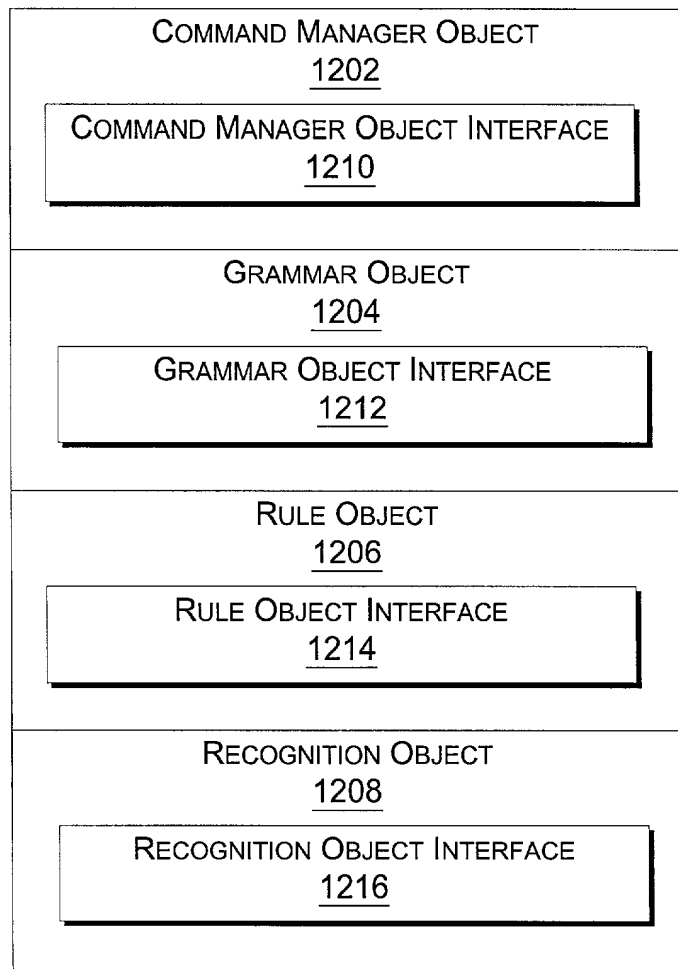 COMMAND MANAGER OBJECT
1202
COMMAND MANAGER OBJECT INTERFACE
1210
GRAMMAR OBJECT
1204
GRAMMAR OBJECT INTERFACE
1212
RULE OBJECT
1206
RULE OBJECT INTERFACE
1214
RECOGNITION OBJECT
1208
RECOGNITION OBJECT INTERFACE
1216